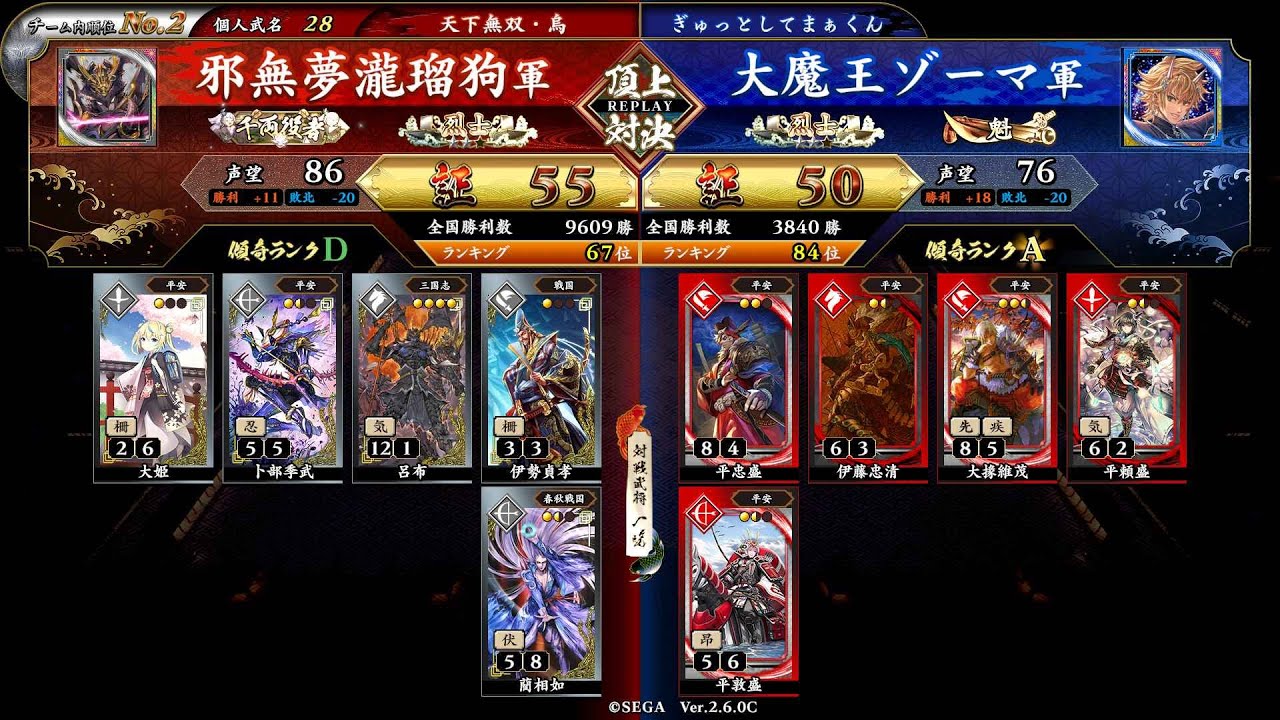 チーム内順位 No.2 個人武名 28 天下無双・烏
ぎゅっとしてまぁくん
邪無夢瀧瑠狗軍
頂上
REPLAY
対決
大魔王ゾーマ軍
千両役者 烈士
烈士 魁
声望 86
勝利 +11 敗北 -20
証 55
証 50
声望 76
勝利 +18 敗北 -20
全国勝利数 9609勝
全国勝利数 3840勝
傾奇ランクD
ランキング 67位
ランキング 84位
傾奇ランクA
平安
柵
2 6
大姫
平安
忍
5 5
卜部季武
三国志
気
12 1
呂布
戦国
柵
3 3
伊勢貞孝
春秋戦国
伏
5 8
藺相如
対戦武将一覧
平安
8 4
平忠盛
平安
6 3
伊藤忠清
平安
先 疾
8 5
大掾維茂
平安
気
6 2
平頼盛
平安
昂
5 6
平敦盛
©SEGA Ver.2.6.0C